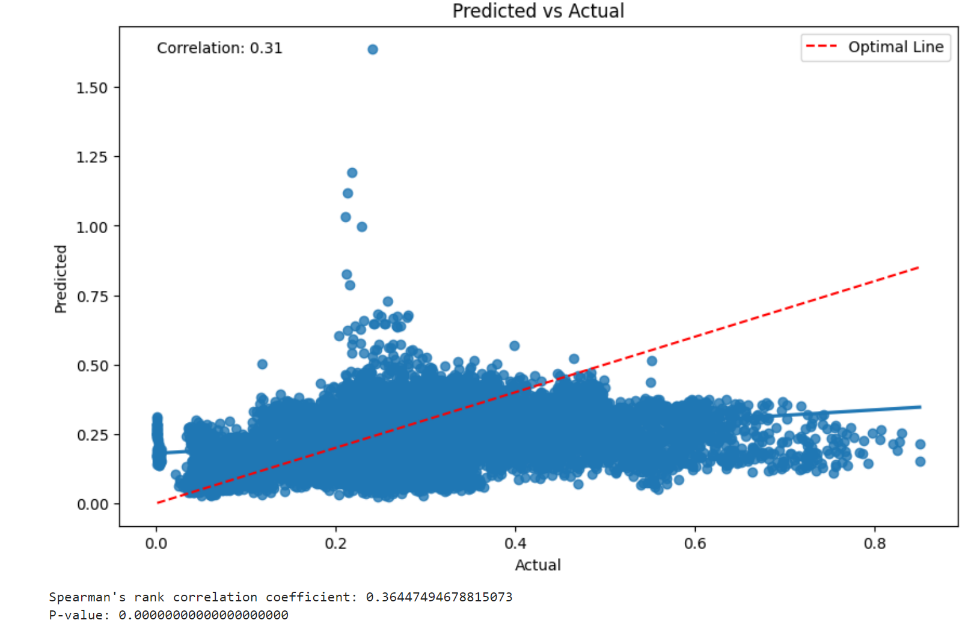 Predicted vs Actual
Correlation: 0.31
Optimal Line
1.50
1.25
1.00
0.75
0.50
0.25
0.00
Predicted
0.0 0.2 0.4 0.6 0.8
Actual
Spearman's rank correlation coefficient: 0.36447494678815073
P-value: 0.00000000000000000000